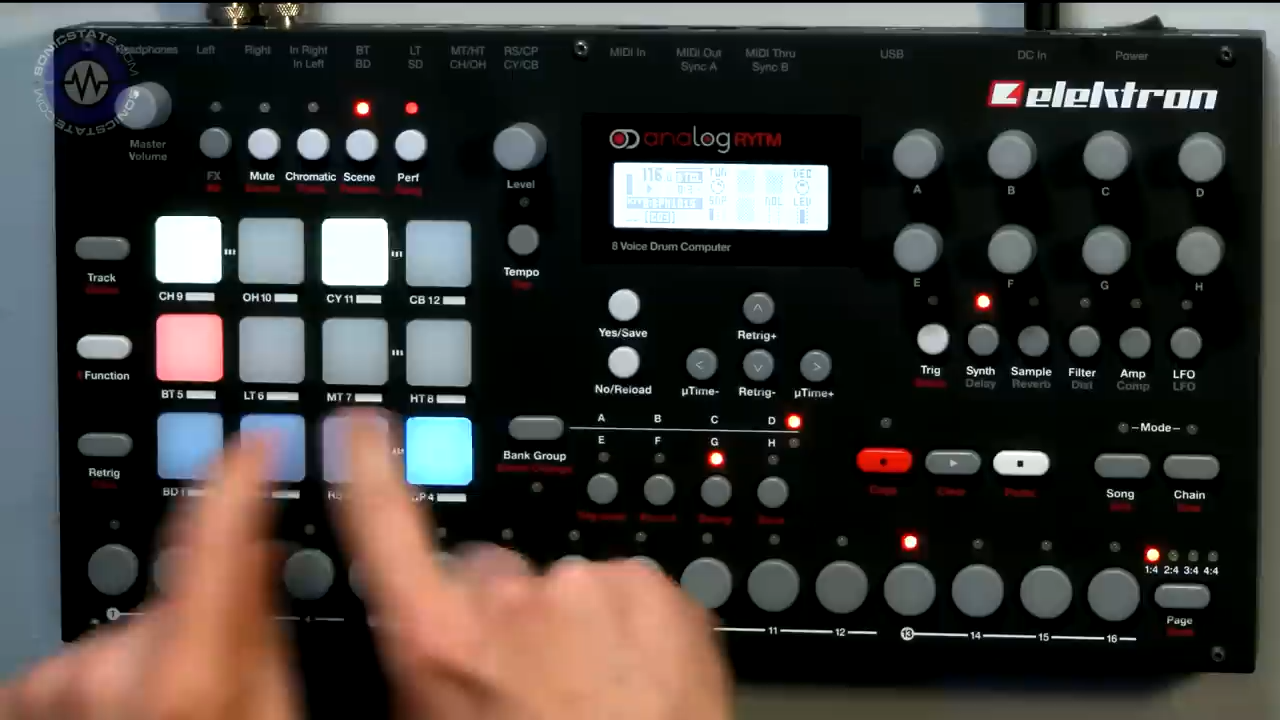 SONICSTATE.COM
SONICSTATE.COM
Headphones Left Right In Right In Left BT BD LT SD MT/HT CH/OH RS/CP CY/CB MIDI In MIDI Out Sync A MIDI Thru Sync B USB DC In Power
elektron
Master Volume
FX Mute Chromatic Scene Perf
Level
analog RYTM
A B C D
8 Voice Drum Computer
Tempo
Track
CH 9 OH 10 CY 11 CB 12
E F G H
Yes/Save
Retrig+
Function
BT 5 LT 6 MT 7 HT 8
No/Reload µTime- Retrig- µTime+
Trig Synth Sample Filter Amp LFO
Delay Reverb Dist Comp LFO
A B C D
E F G H
Bank Group
Mode
Retrig
BD 1
Song Chain
1:4 2:4 3:4 4:4
Page
1 4 11 12 13 14 15 16